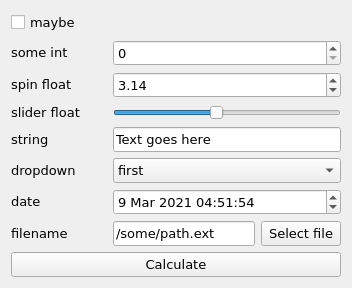 maybe
some int 0
spin float 3.14
slider float
string Text goes here
dropdown first
date 9 Mar 2021 04:51:54
filename /some/path.ext Select file
Calculate